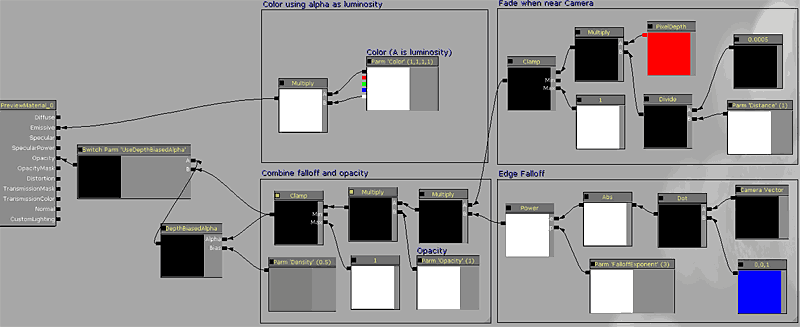 Color using alpha as luminosity
Color (A is luminosity)
Parm 'Color' (1,1,1,1)
Multiply
A
B
Fade when near Camera
Multiply
A
B
PixelDepth
0.0005
Clamp
Min
Max
1
Divide
A
B
Parm 'Distance' (1)
PreviewMaterial_0
Diffuse
Emissive
Specular
SpecularPower
Opacity
OpacityMask
Distortion
TransmissionMask
TransmissionColor
Normal
CustomLighting
Switch Parm 'UseDepthBiasedAlpha'
A
B
DepthBiasedAlpha
Alpha
Bias
Combine falloff and opacity
Clamp
Min
Max
Multiply
A
B
Multiply
A
B
Parm 'Density' (0.5)
1
Opacity
Parm 'Opacity' (1)
Edge Falloff
Power
A
B
Abs
Dot
A
B
Camera Vector
Parm 'FalloffExponent' (3)
0,0,1